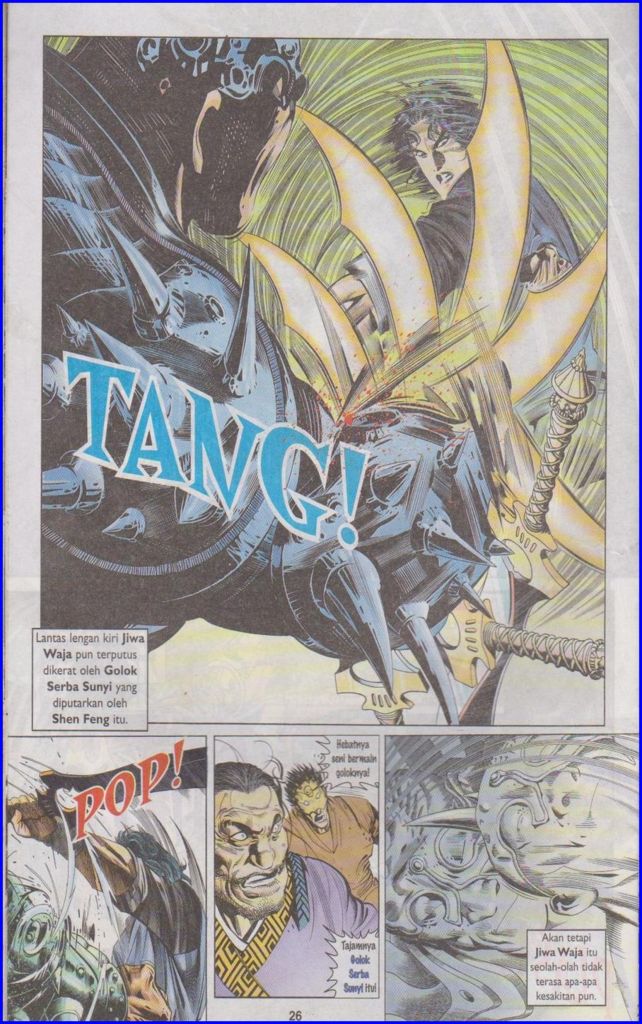 TANG!
Lantas lengan kiri Jiwa
Waja pun terputus
dikerat oleh Golok
Serba Sunyi yang
diputarkan oleh
Shen Feng itu.
POP!
Hebatnya
seni bermain
goloknya!
Tajamnya
Golok
Serba
Sunyi itu!
Akan tetapi
Jiwa Waja itu
seolah-olah tidak
terasa apa-apa
kesakitan pun.
26